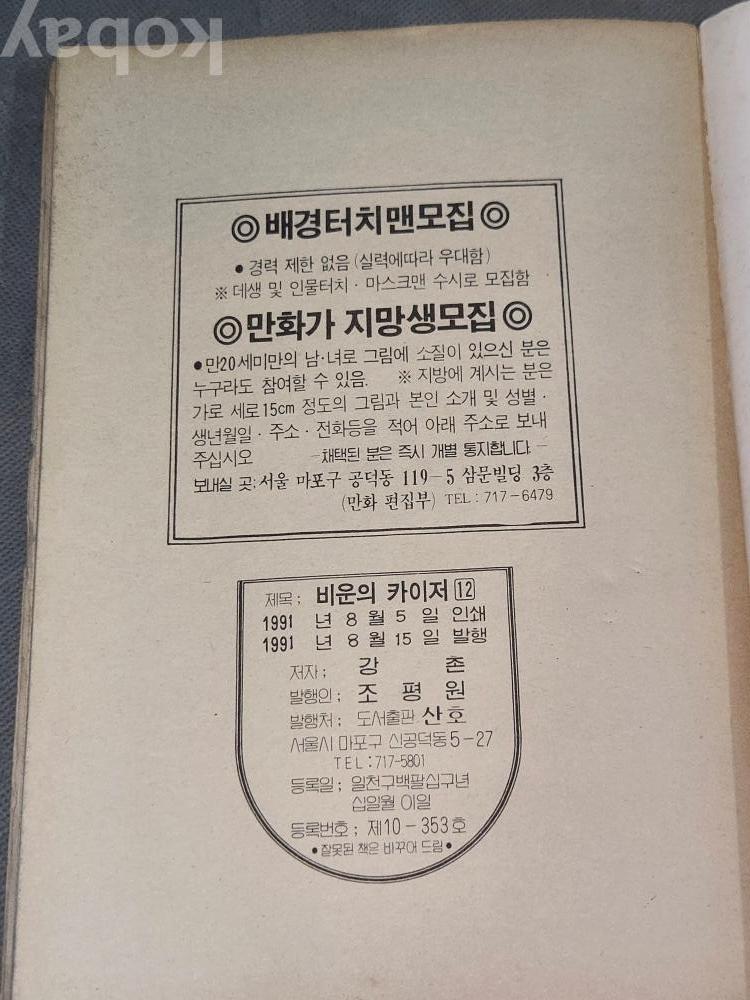 kobay
◎배경터치맨모집◎
● 경력 제한 없음 (실력에따라 우대함)
※ 데생 및 인물터치 · 마스크맨 수시로 모집함
◎만화가 지망생모집◎
● 만20세미만의 남·녀로 그림에 소질이 있으신 분은
누구라도 참여할 수 있음. ※ 지방에 계시는 분은
가로 세로15cm 정도의 그림과 본인 소개 및 성별·
생년월일 · 주소 · 전화등을 적어 아래 주소로 보내
주십시오 —채택된 분은 즉시 개별 통지합니다.—
보내실 곳; 서울 마포구 공덕동 119-5 삼문빌딩 3층
(만화 편집부) TEL : 717-6479
제목 ; 비운의 카이저 12
1991 년 8 월 5 일 인쇄
1991 년 8 월 15 일 발행
저자 ; 강 촌
발행인 ; 조 평 원
발행처 ; 도서출판 산호
서울시 마포구 신공덕동 5-27
TEL : 717-5801
등록일 ; 일천구백팔십구년
십일월 이일
등록번호 ; 제10-353호
● 잘못된 책은 바꾸어 드림 ●